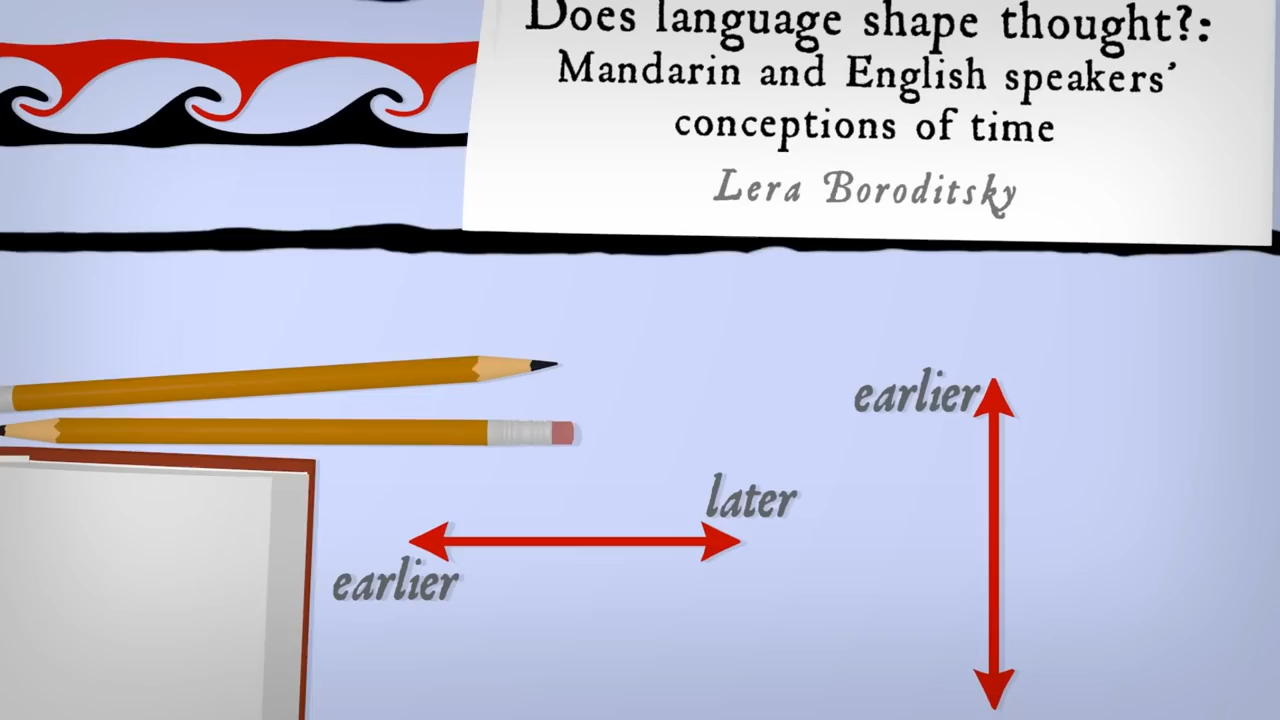 Does language shape thought?:
Mandarin and English speakers'
conceptions of time
Lera Boroditsky
earlier
later
earlier